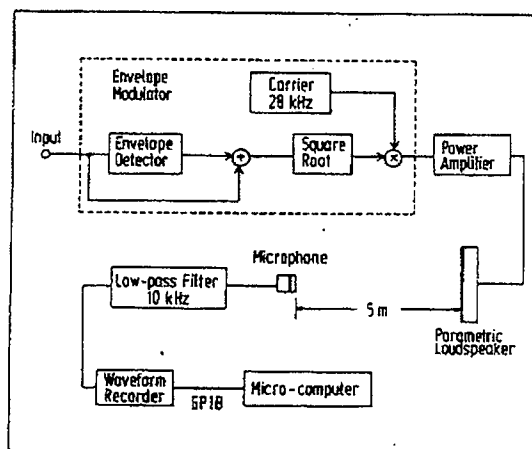 Envelope
Modulator
Carrier
28 kHz
Input
Envelope
Detector
+
Square
Root
×
Power
Amplifier
Microphone
Low-pass Filter
10 kHz
5 m
Parametric
Loudspeaker
Waveform
Recorder
GPIB
Micro-computer